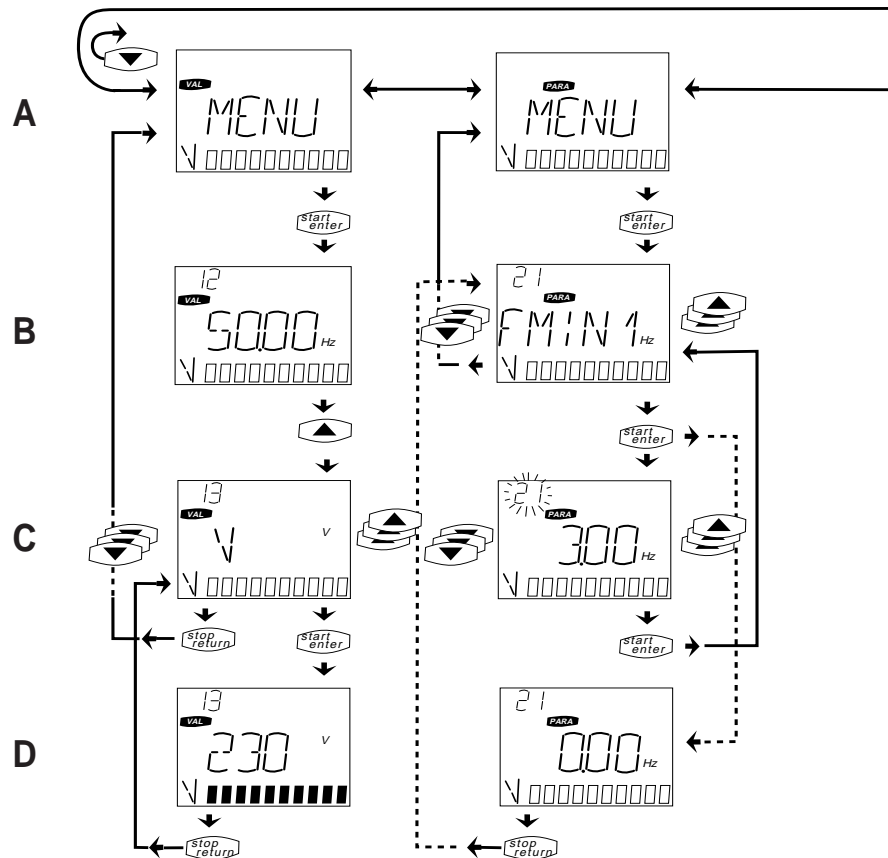 A
VAL
MENU
PARA
MENU
start
enter
start
enter
B
12
VAL
50.00 Hz
21
PARA
FMIN1 Hz
start
enter
C
13
VAL
V V
21
PARA
3.00 Hz
stop
return
start
enter
start
enter
D
13
VAL
230 V
21
PARA
0.00 Hz
stop
return
stop
return